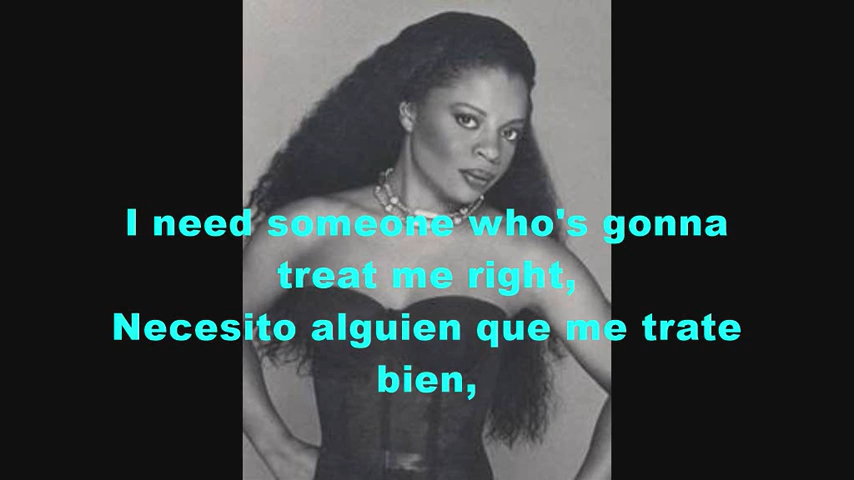 I need someone who's gonna
treat me right,
Necesito alguien que me trate
bien,